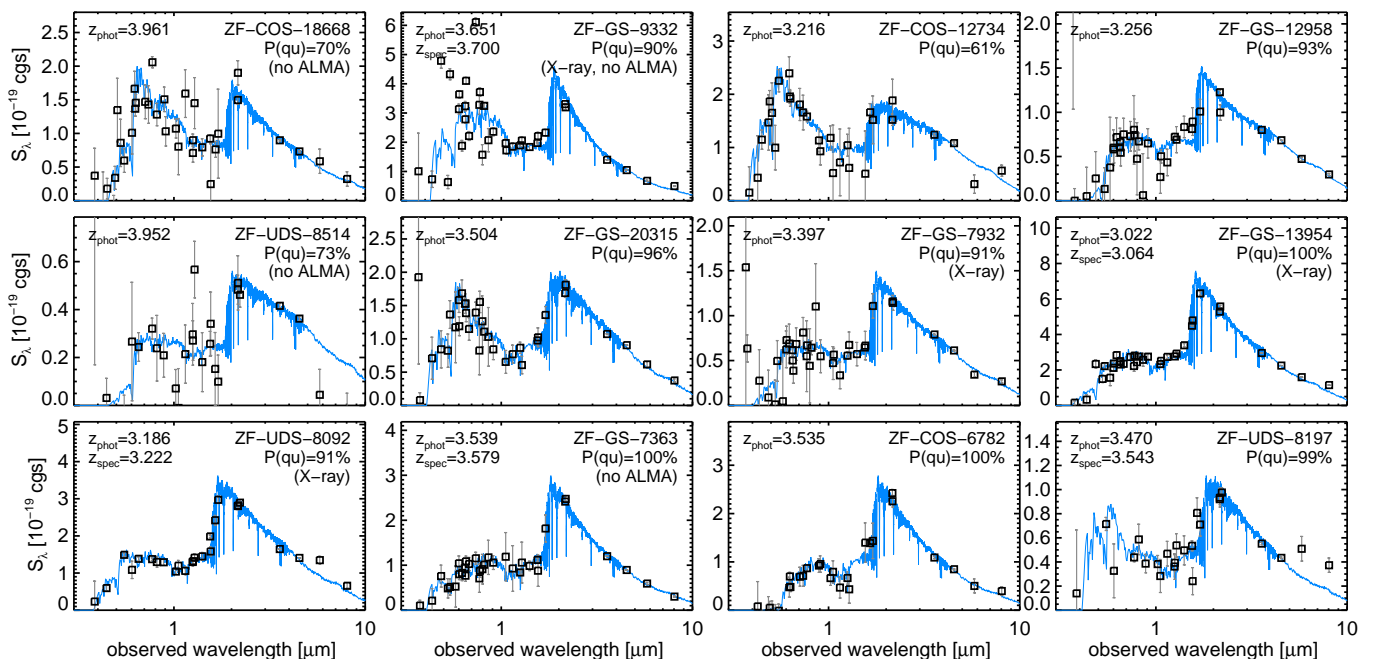 z_phot=3.961 ZF-COS-18668
P(qu)=70%
(no ALMA)
S_λ [10^-19 cgs]
0.0
0.5
1.0
1.5
2.0
2.5
z_phot=3.651 ZF-GS-9332
z_spec=3.700 P(qu)=90%
(X-ray, no ALMA)
0
1
2
3
4
5
6
z_phot=3.216 ZF-COS-12734
P(qu)=61%
0
1
2
3
z_phot=3.256 ZF-GS-12958
P(qu)=93%
0.0
0.5
1.0
1.5
2.0
z_phot=3.952 ZF-UDS-8514
P(qu)=73%
(no ALMA)
S_λ [10^-19 cgs]
0.0
0.2
0.4
0.6
z_phot=3.504 ZF-GS-20315
P(qu)=96%
0.0
0.5
1.0
1.5
2.0
2.5
z_phot=3.397 ZF-GS-7932
P(qu)=91%
(X-ray)
0.0
0.5
1.0
1.5
2.0
z_phot=3.022 ZF-GS-13954
z_spec=3.064 P(qu)=100%
(X-ray)
0
2
4
6
8
10
z_phot=3.186 ZF-UDS-8092
z_spec=3.222 P(qu)=91%
(X-ray)
S_λ [10^-19 cgs]
0
1
2
3
4
5
1 10
observed wavelength [μm]
z_phot=3.539 ZF-GS-7363
z_spec=3.579 P(qu)=100%
(no ALMA)
0
1
2
3
4
1 10
observed wavelength [μm]
z_phot=3.535 ZF-COS-6782
P(qu)=100%
0
1
2
3
1 10
observed wavelength [μm]
z_phot=3.470 ZF-UDS-8197
z_spec=3.543 P(qu)=99%
0.0
0.2
0.4
0.6
0.8
1.0
1.2
1.4
1 10
observed wavelength [μm]